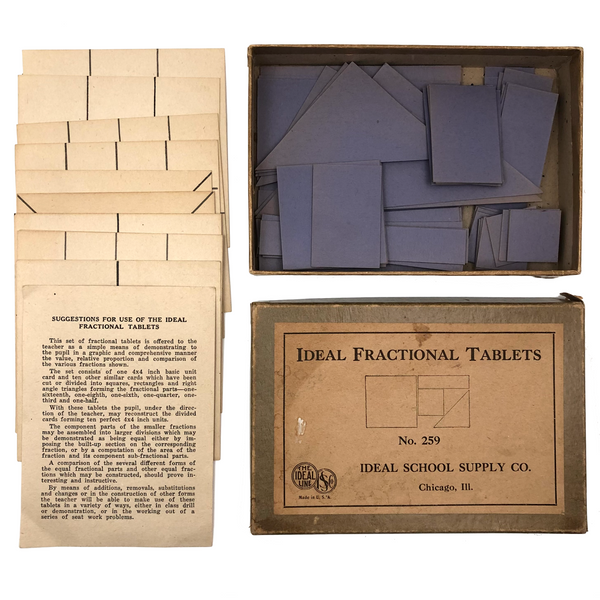 SUGGESTIONS FOR USE OF THE IDEAL
FRACTIONAL TABLETS
This set of fractional tablets is offered to the
teacher as a simple means of demonstrating to
the pupil in a graphic and comprehensive manner
the value, relative proportion and comparison of
the various fractions shown.
The set consists of one 4x4 inch basic unit
card and ten other similar cards which have been
cut or divided into squares, rectangles and right
angle triangles forming the fractional parts—one-
sixteenth, one-eighth, one-sixth, one-quarter, one-
third and one-half.
With these tablets the pupil, under the direc-
tion of the teacher, may reconstruct the divided
cards forming ten perfect 4x4 inch units.
The component parts of the smaller fractions
may be assembled into larger divisions which may
be demonstrated as being equal either by im-
posing the built-up section on the corresponding
fraction, or by a computation of the area of the
fraction and its component sub-fractional parts.
A comparison of the several different forms of
the equal fractional parts and other equal frac-
tions which may be constructed, should prove in-
teresting and instructive.
By means of additions, removals, substitutions
and changes or in the construction of other forms
the teacher will be able to make use of these
tablets in a variety of ways, either in class drill
or demonstration, or in the working out of a
series of seat work problems.
IDEAL FRACTIONAL TABLETS
No. 259
IDEAL SCHOOL SUPPLY CO.
Chicago, Ill.
THE
IDEAL
LINE
Made in U. S. A.